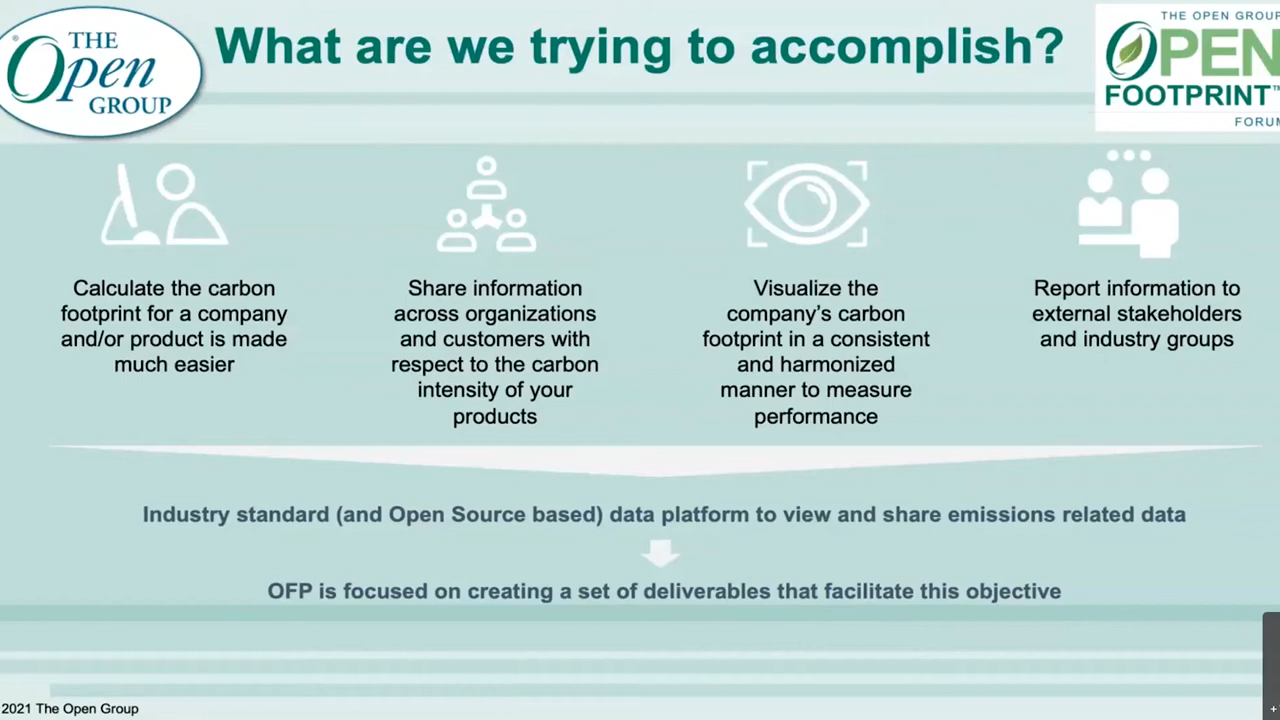 THE
Open
GROUP
®
What are we trying to accomplish?
THE OPEN GROUP
OPEN
FOOTPRINT™
FORUM
Calculate the carbon
footprint for a company
and/or product is made
much easier
Share information
across organizations
and customers with
respect to the carbon
intensity of your
products
Visualize the
company’s carbon
footprint in a consistent
and harmonized
manner to measure
performance
Report information to
external stakeholders
and industry groups
Industry standard (and Open Source based) data platform to view and share emissions related data
OFP is focused on creating a set of deliverables that facilitate this objective
2021 The Open Group